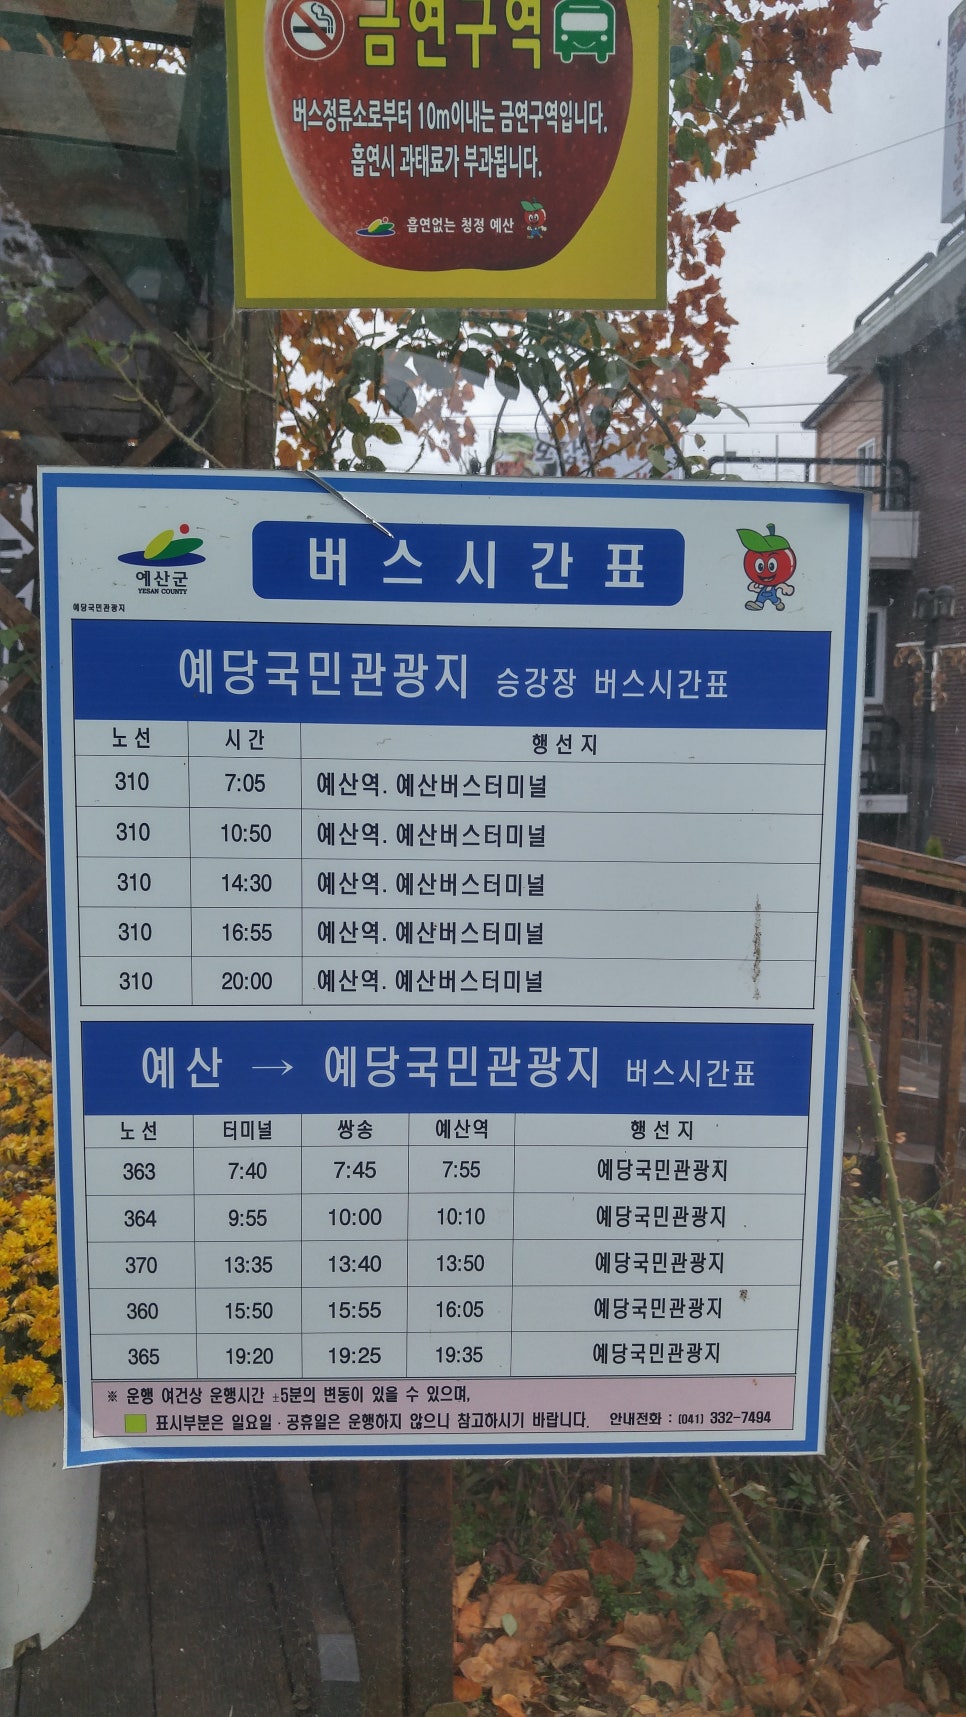 금연구역
버스정류소로부터 10m이내는 금연구역입니다.
흡연시 과태료가 부과됩니다.
흡연없는 청정 예산
예산군
YESAN COUNTY
버스시간표
예당국민관광지
예당국민관광지 승강장 버스시간표
노선 시간 행선지
310 7:05 예산역. 예산버스터미널
310 10:50 예산역. 예산버스터미널
310 14:30 예산역. 예산버스터미널
310 16:55 예산역. 예산버스터미널
310 20:00 예산역. 예산버스터미널
예산 → 예당국민관광지 버스시간표
노선 터미널 쌍송 예산역 행선지
363 7:40 7:45 7:55 예당국민관광지
364 9:55 10:00 10:10 예당국민관광지
370 13:35 13:40 13:50 예당국민관광지
360 15:50 15:55 16:05 예당국민관광지
365 19:20 19:25 19:35 예당국민관광지
※ 운행 여건상 운행시간 ±5분의 변동이 있을 수 있으며,
표시부분은 일요일·공휴일은 운행하지 않으니 참고하시기 바랍니다. 안내전화 : (041) 332-7494